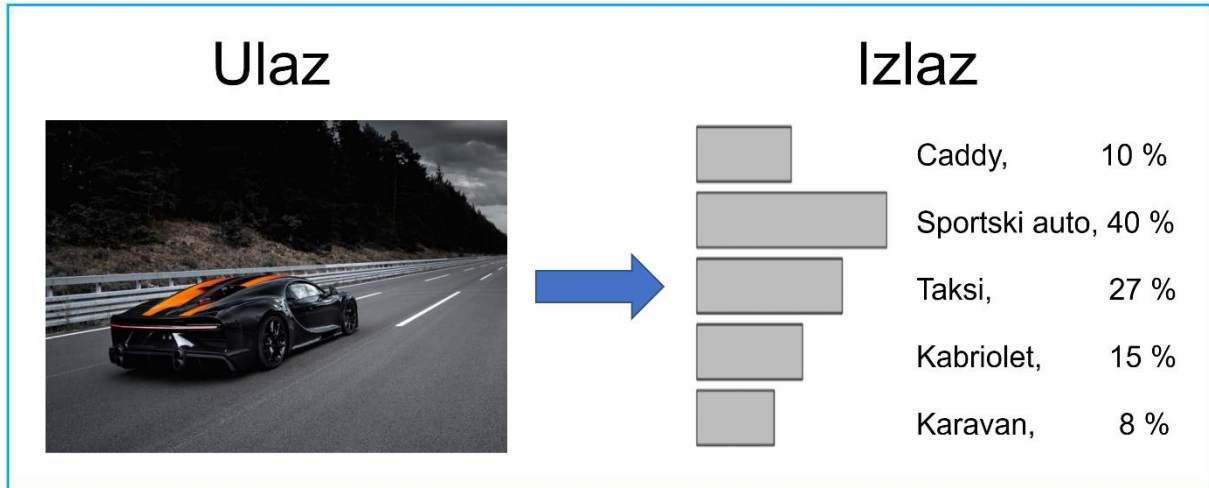 Ulaz
Izlaz
Caddy, 10 %
Sportski auto, 40 %
Taksi, 27 %
Kabriolet, 15 %
Karavan, 8 %